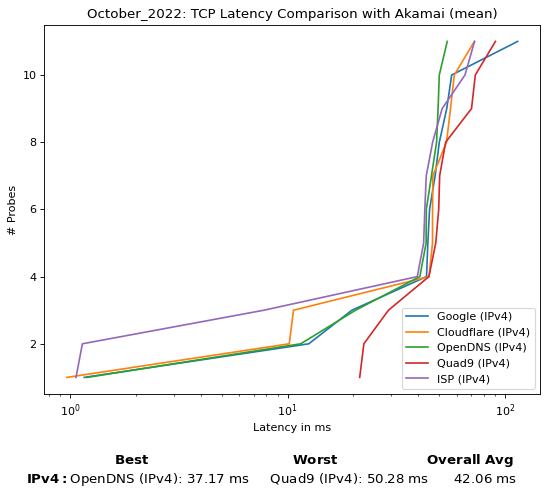 October_2022: TCP Latency Comparison with Akamai (mean)
# Probes
10
8
6
4
2
10⁰
10¹
10²
Latency in ms
Google (IPv4)
Cloudflare (IPv4)
OpenDNS (IPv4)
Quad9 (IPv4)
ISP (IPv4)
Best Worst Overall Avg
IPv4: OpenDNS (IPv4): 37.17 ms Quad9 (IPv4): 50.28 ms 42.06 ms